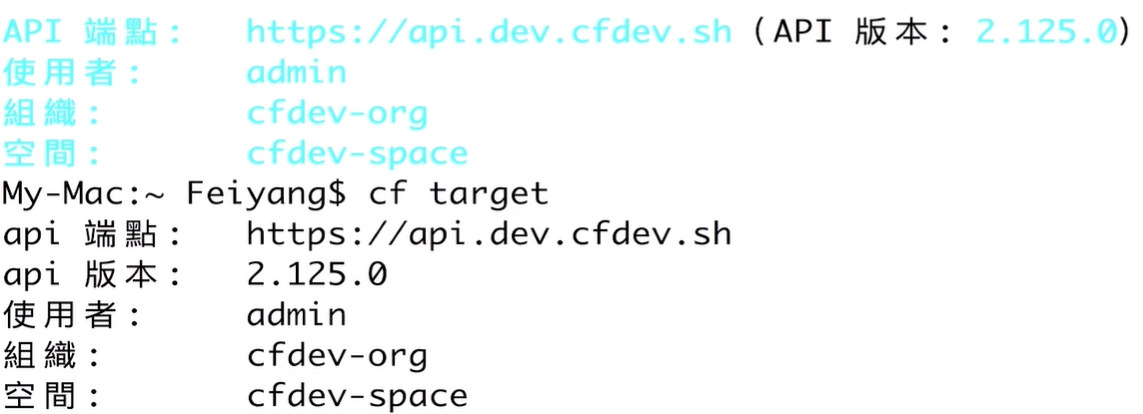 API 端點： https://api.dev.cfdev.sh (API 版本： 2.125.0)
使用者： admin
組織： cfdev-org
空間： cfdev-space
My-Mac:~ Feiyang$ cf target
api 端點： https://api.dev.cfdev.sh
api 版本： 2.125.0
使用者： admin
組織： cfdev-org
空間： cfdev-space